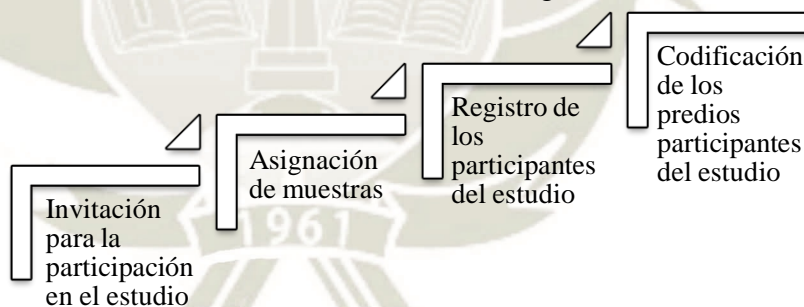 Invitación
para la
participación
en el estudio
Asignación
de muestras
Registro de
los
participantes
del estudio
Codificación
de los
predios
participantes
del estudio
1961